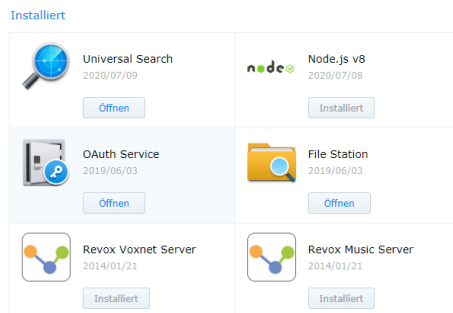 Installiert
Universal Search
2020/07/09
Öffnen
Node.js v8
2020/07/08
Installiert
node
OAuth Service
2019/06/03
Öffnen
File Station
2019/06/03
Öffnen
Revox Voxnet Server
2014/01/21
Installiert
Revox Music Server
2014/01/21
Installiert